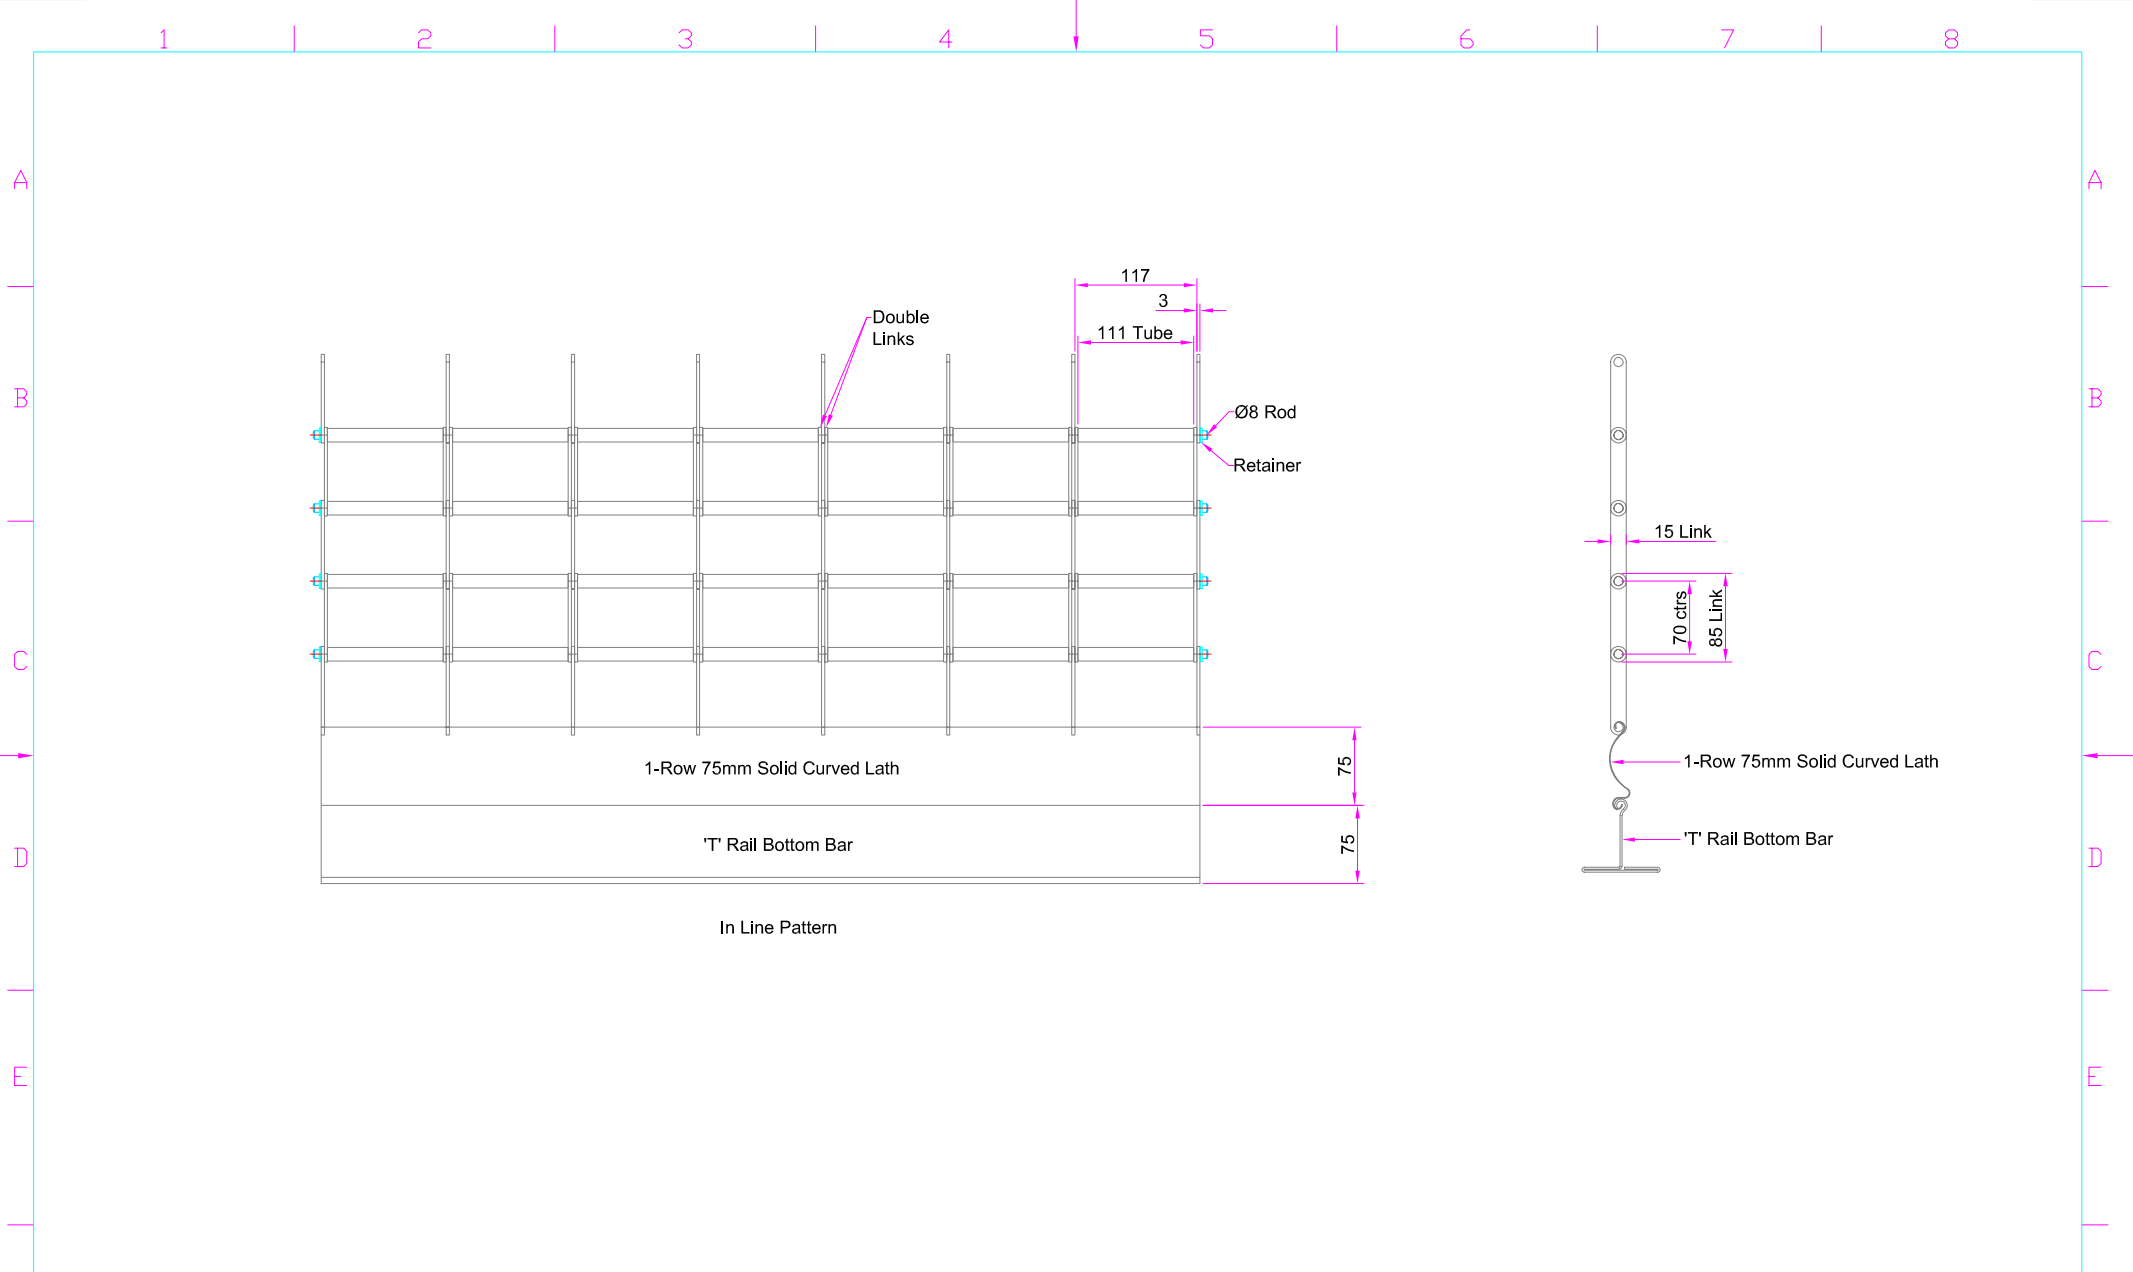 1 2 3 4 5 6 7 8
A A
117
3
Double
Links
111 Tube
B B
Ø8 Rod
Retainer
15 Link
70 ctrs
85 Link
C C
75
1-Row 75mm Solid Curved Lath
1-Row 75mm Solid Curved Lath
75
'T' Rail Bottom Bar
'T' Rail Bottom Bar
D D
In Line Pattern
E E